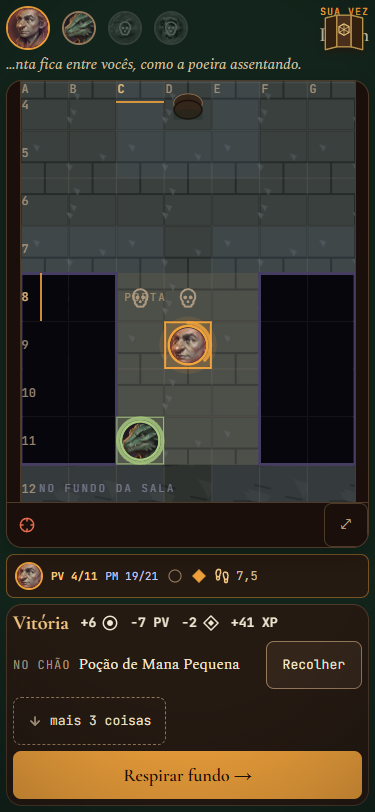 SUA VEZ
...nta fica entre vocês, como a poeira assentando.
A B C D E F G
4
5
6
7
8
9
10
11
12 NO FUNDO DA SALA
PV 4/11 PM 19/21 7,5
Vitória +6 -7 PV -2 +41 XP
NO CHÃO Poção de Mana Pequena Recolher
↓ mais 3 coisas
Respirar fundo →